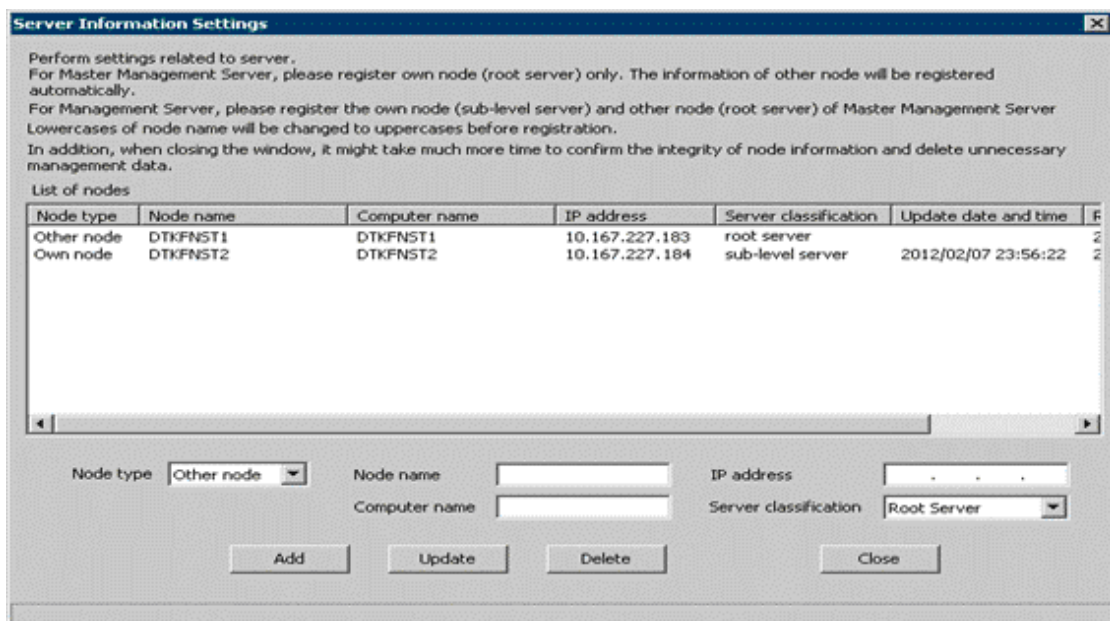 Server Information Settings
Perform settings related to server.
For Master Management Server, please register own node (root server) only. The information of other node will be registered
automatically.
For Management Server, please register the own node (sub-level server) and other node (root server) of Master Management Server
Lowercases of node name will be changed to uppercases before registration.
In addition, when closing the window, it might take much more time to confirm the integrity of node information and delete unnecessary
management data.
List of nodes
Node type Node name Computer name IP address Server classification Update date and time
Other node DTKFNST1 DTKFNST1 10.167.227.183 root server
Own node DTKFNST2 DTKFNST2 10.167.227.184 sub-level server 2012/02/07 23:56:22
Node type Other node Node name IP address . . .
Computer name Server classification Root Server
Add Update Delete Close